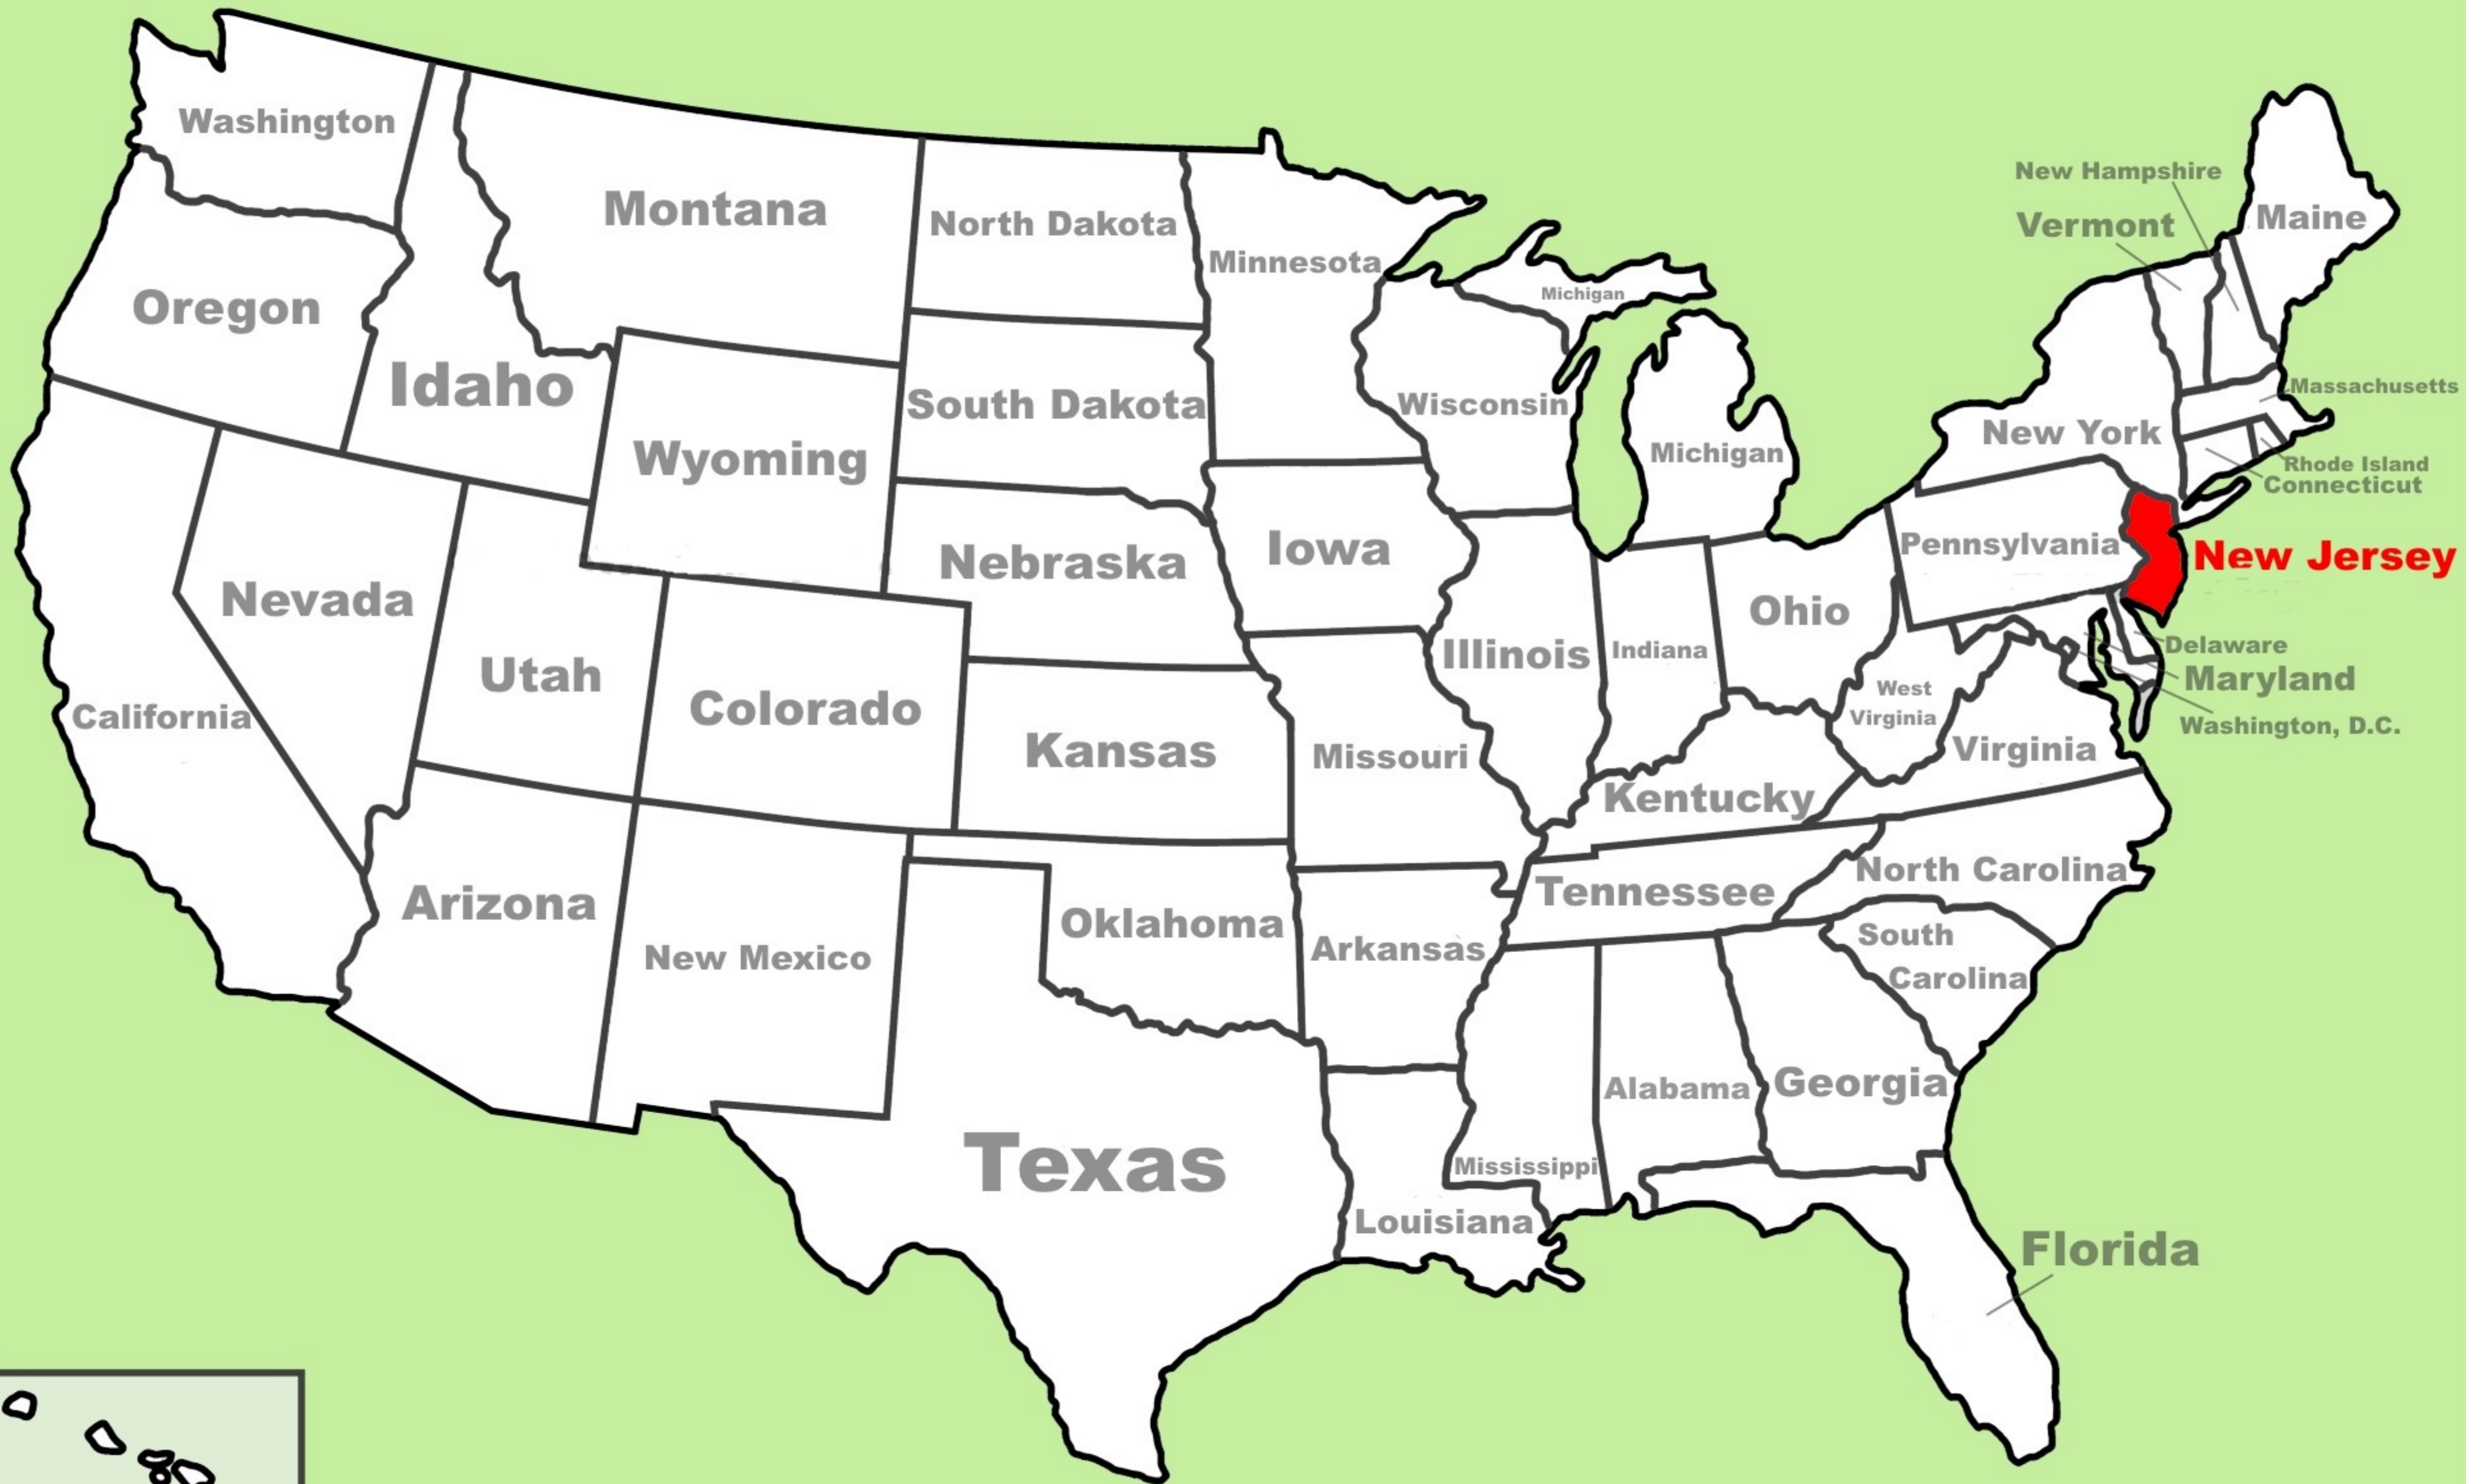 Washington
Montana
North Dakota
Minnesota
New Hampshire
Vermont
Maine
Oregon
Idaho
Michigan
South Dakota
Wisconsin
Massachusetts
Wyoming
Michigan
New York
Rhode Island
Connecticut
Nebraska
Iowa
Pennsylvania
New Jersey
Nevada
Ohio
Utah
Illinois
Indiana
Delaware
California
Colorado
West
Virginia
Maryland
Washington, D.C.
Kansas
Missouri
Virginia
Kentucky
Arizona
New Mexico
Oklahoma
Arkansas
Tennessee
North Carolina
South
Carolina
Texas
Alabama
Georgia
Mississippi
Louisiana
Florida